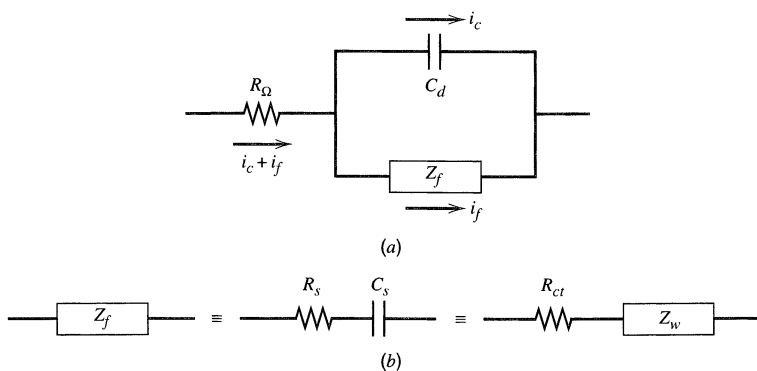 i_c
R_Ω
C_d
i_c + i_f
Z_f
i_f
(a)
R_s
C_s
R_ct
Z_f
≡
≡
Z_w
(b)